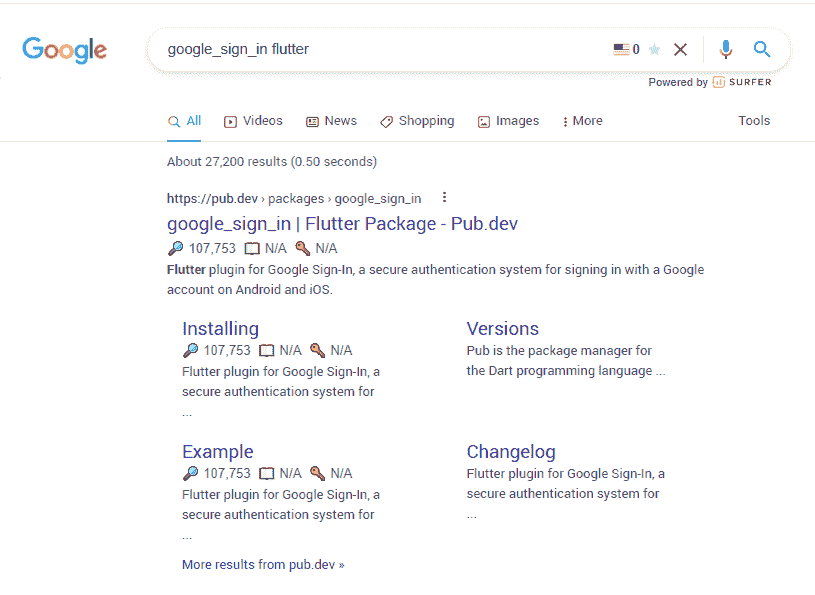 Google
google_sign_in flutter
0
Powered by SURFER
All Videos News Shopping Images More Tools
About 27,200 results (0.50 seconds)
https://pub.dev › packages › google_sign_in
google_sign_in | Flutter Package - Pub.dev
107,753 N/A N/A
Flutter plugin for Google Sign-In, a secure authentication system for signing in with a Google
account on Android and iOS.
Installing
107,753 N/A N/A
Flutter plugin for Google Sign-In, a
secure authentication system for
...
Versions
Pub is the package manager for
the Dart programming language ...
Example
107,753 N/A N/A
Flutter plugin for Google Sign-In, a
secure authentication system for
...
Changelog
Flutter plugin for Google Sign-In, a
secure authentication system for
...
More results from pub.dev »